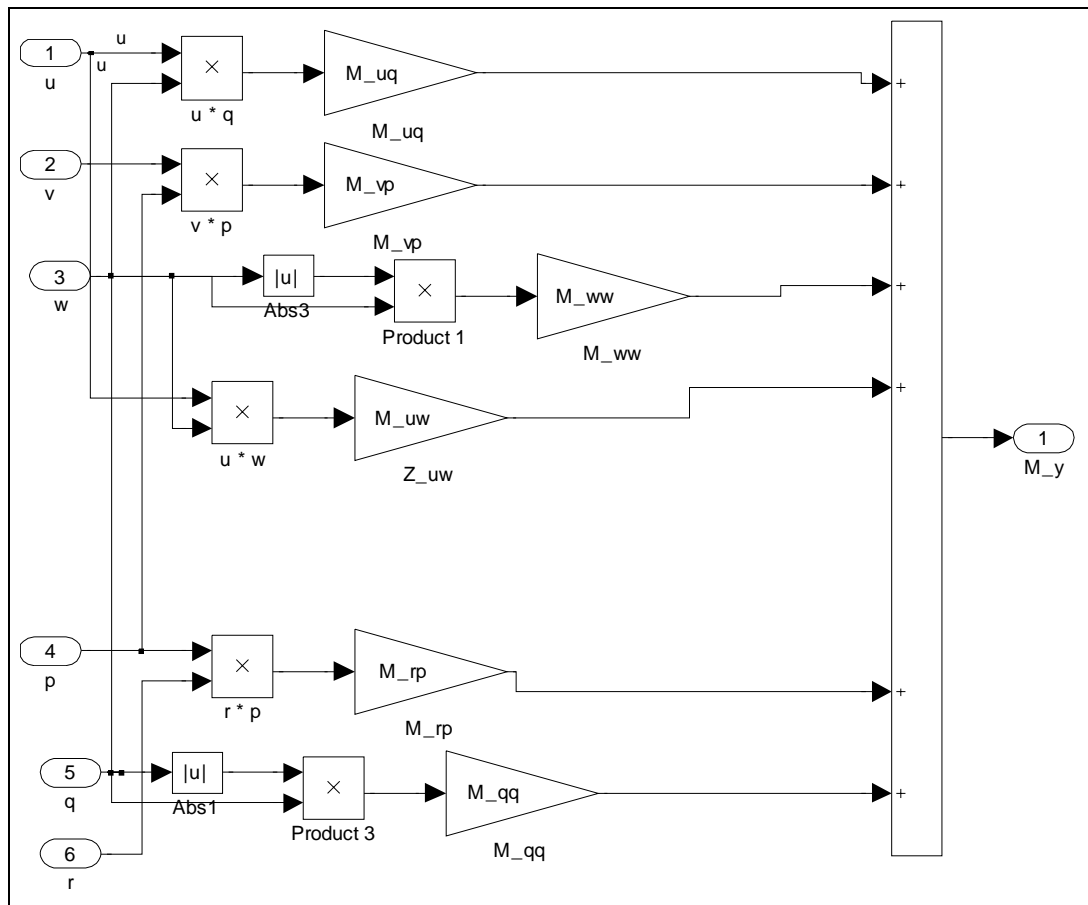 u
1
u
u
×
u * q
M_uq
M_uq
+
2
v
×
v * p
M_vp
M_vp
+
3
w
|u|
Abs3
×
Product 1
M_ww
M_ww
+
×
u * w
M_uw
Z_uw
+
1
M_y
4
p
×
r * p
M_rp
M_rp
+
5
q
|u|
Abs1
×
Product 3
M_qq
M_qq
+
6
r